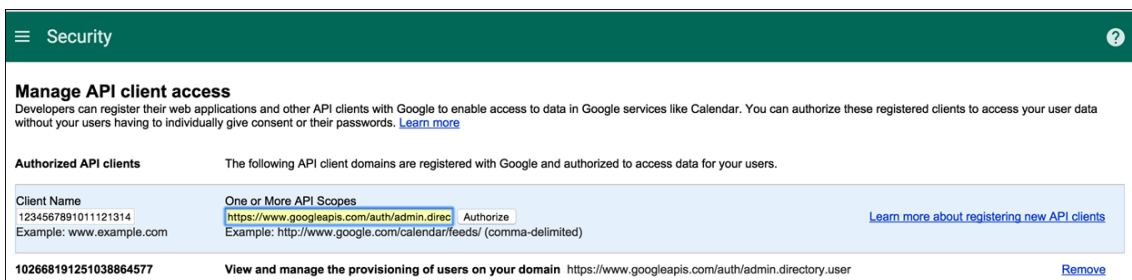 Security
Manage API client access
Developers can register their web applications and other API clients with Google to enable access to data in Google services like Calendar. You can authorize these registered clients to access your user data
without your users having to individually give consent or their passwords. Learn more
Authorized API clients The following API client domains are registered with Google and authorized to access data for your users.
Client Name One or More API Scopes
1234567891011121314 https://www.googleapis.com/auth/admin.direc Authorize Learn more about registering new API clients
Example: www.example.com Example: http://www.google.com/calendar/feeds/ (comma-delimited)
102668191251038864577 View and manage the provisioning of users on your domain https://www.googleapis.com/auth/admin.directory.user Remove